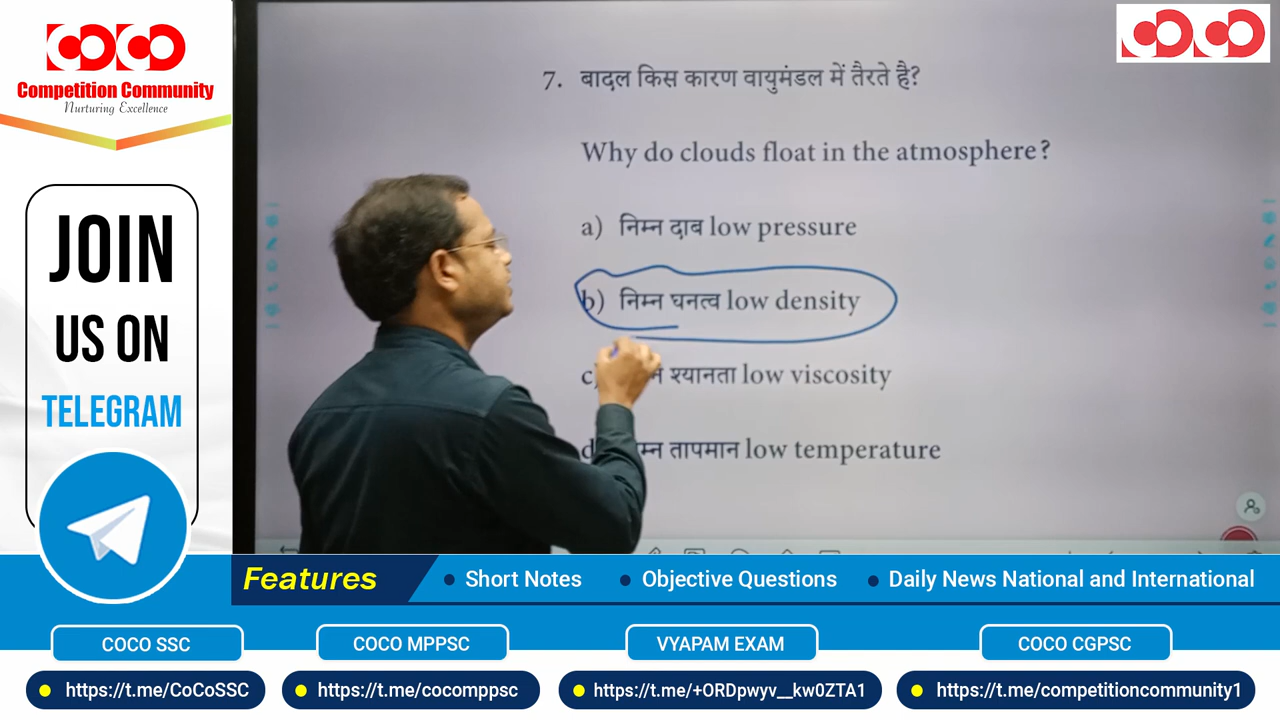 COCO
Competition Community
Nurturing Excellence
JOIN
US ON
TELEGRAM
COCO
7. बादल किस कारण वायुमंडल में तैरते है?
Why do clouds float in the atmosphere?
a) निम्न दाब low pressure
b) निम्न घनत्व low density
c) श्यानता low viscosity
तापमान low temperature
Features
• Short Notes
• Objective Questions
• Daily News National and International
COCO SSC
https://t.me/CoCoSSC
COCO MPPSC
https://t.me/cocomppsc
VYAPAM EXAM
https://t.me/+ORDpwyv__kw0ZTA1
COCO CGPSC
https://t.me/competitioncommunity1